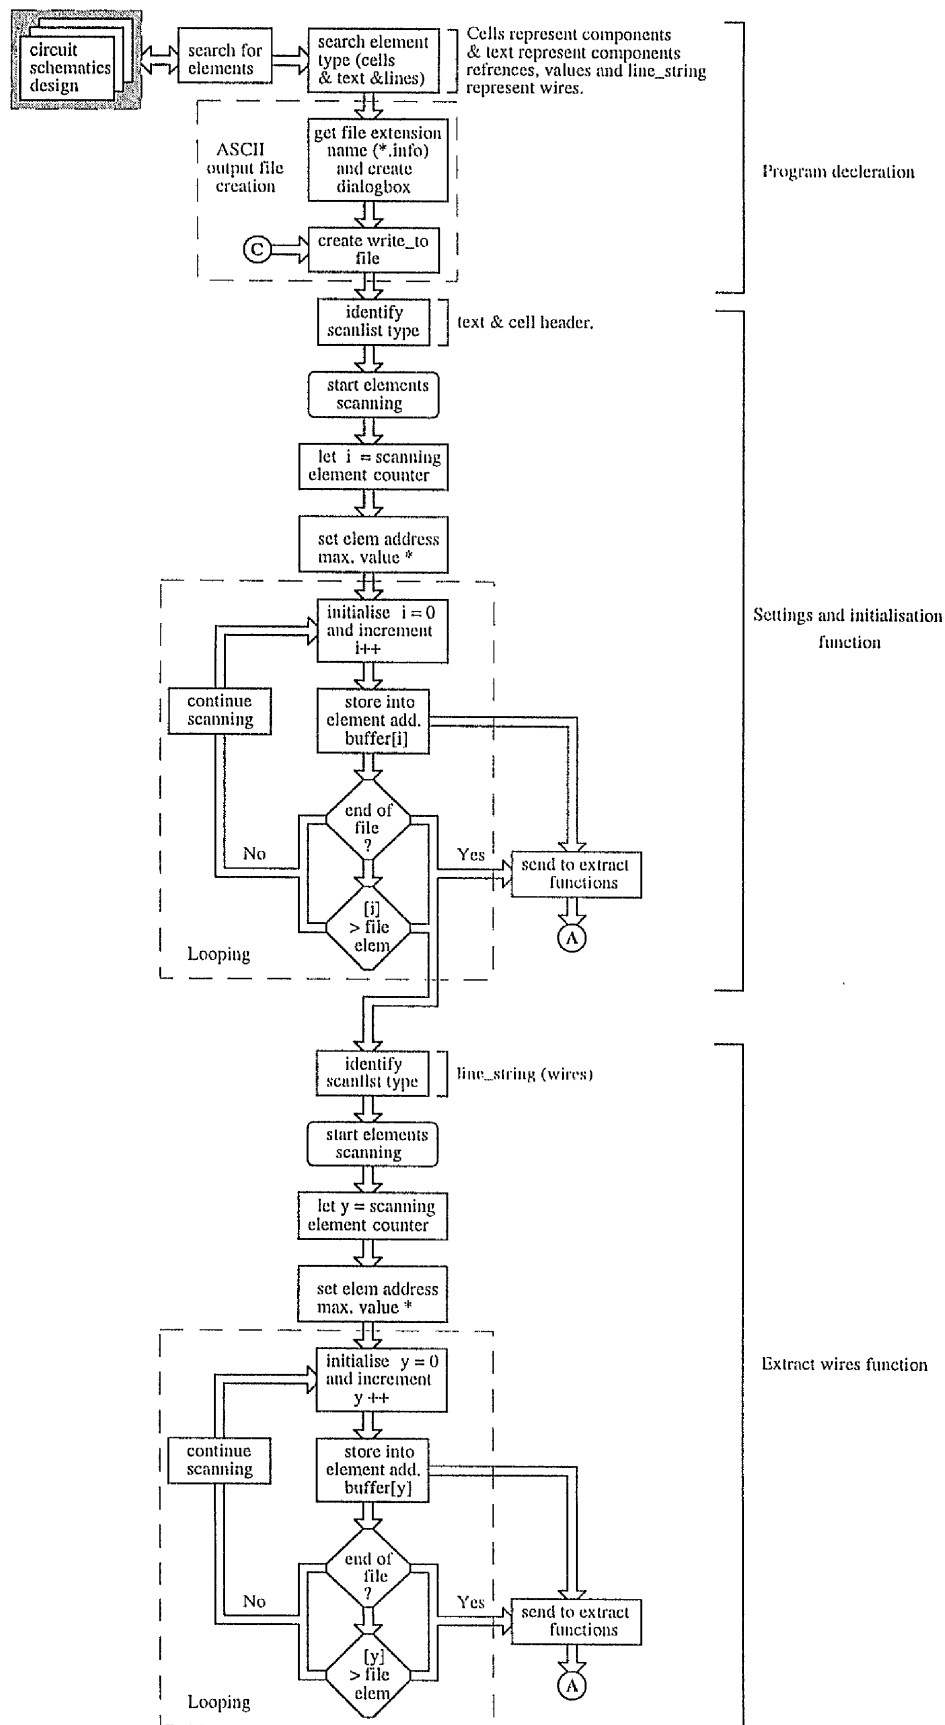 circuit
schematics
design
search for
elements
search element
type (cells
& text &lines)
Cells represent components
& text represent components
refrences, values and line_string
represent wires.
ASCII
output file
creation
get file extension
name (*.info)
and create
dialogbox
Program decleration
C
create write_to
file
identify
scanlist type
text & cell header.
start elements
scanning
let i = scanning
element counter
set elem address
max. value *
initialise i = 0
and increment
i++
Settings and initialisation
function
continue
scanning
store into
element add.
buffer[i]
end of
file
?
No
Yes
send to extract
functions
[i]
> file
elem
A
Looping
identify
scanlist type
line_string (wires)
start elements
scanning
let y = scanning
element counter
set elem address
max. value *
initialise y = 0
and increment
y ++
Extract wires function
continue
scanning
store into
element add.
buffer[y]
end of
file
?
No
Yes
send to extract
functions
[y]
> file
elem
A
Looping